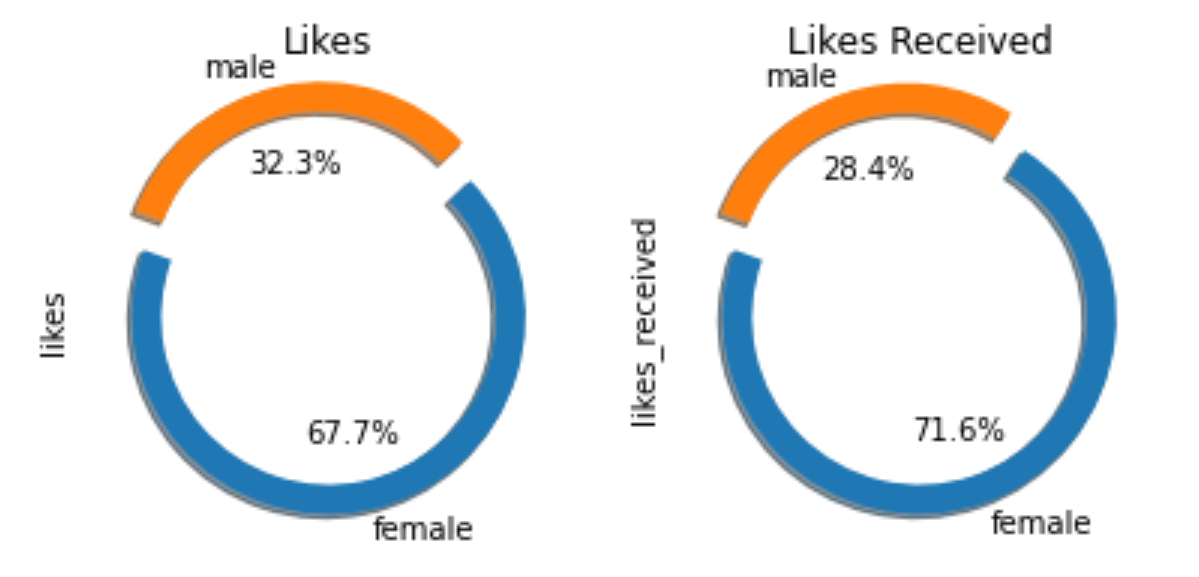 Likes
male
32.3%
likes
67.7%
female
Likes Received
male
28.4%
likes_received
71.6%
female